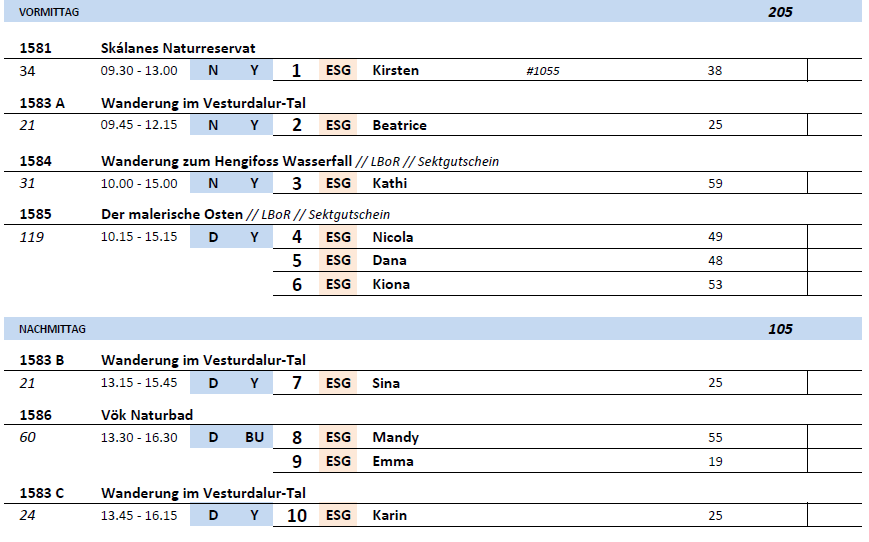 VORMITTAG 205
1581 Skálanes Naturreservat
34 09.30 - 13.00 N Y 1 ESG Kirsten #1055 38
1583 A Wanderung im Vesturdalur-Tal
21 09.45 - 12.15 N Y 2 ESG Beatrice 25
1584 Wanderung zum Hengifoss Wasserfall // LBoR // Sektgutschein
31 10.00 - 15.00 N Y 3 ESG Kathi 59
1585 Der malerische Osten // LBoR // Sektgutschein
119 10.15 - 15.15 D Y 4 ESG Nicola 49
5 ESG Dana 48
6 ESG Kiona 53
NACHMITTAG 105
1583 B Wanderung im Vesturdalur-Tal
21 13.15 - 15.45 D Y 7 ESG Sina 25
1586 Vök Naturbad
60 13.30 - 16.30 D BU 8 ESG Mandy 55
9 ESG Emma 19
1583 C Wanderung im Vesturdalur-Tal
24 13.45 - 16.15 D Y 10 ESG Karin 25